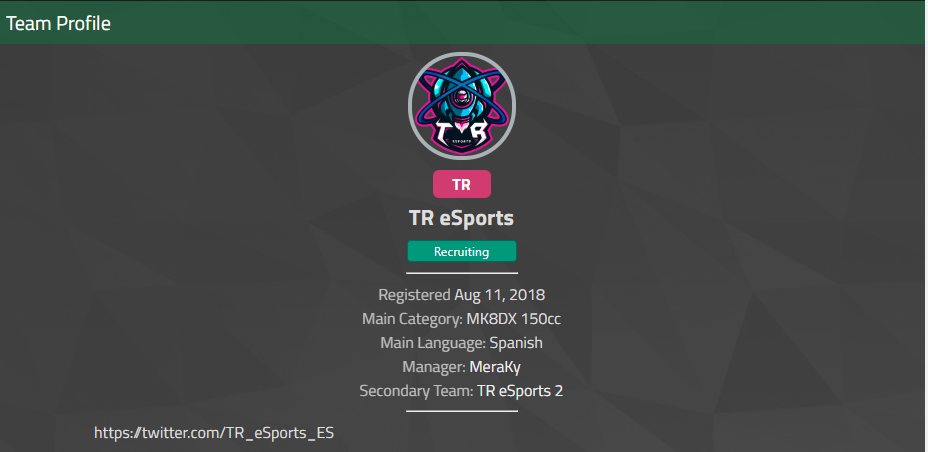 Team Profile
T R
ESPORTS
TR
TR eSports
Recruiting
Registered Aug 11, 2018
Main Category: MK8DX 150cc
Main Language: Spanish
Manager: MeraKy
Secondary Team: TR eSports 2
https://twitter.com/TR_eSports_ES